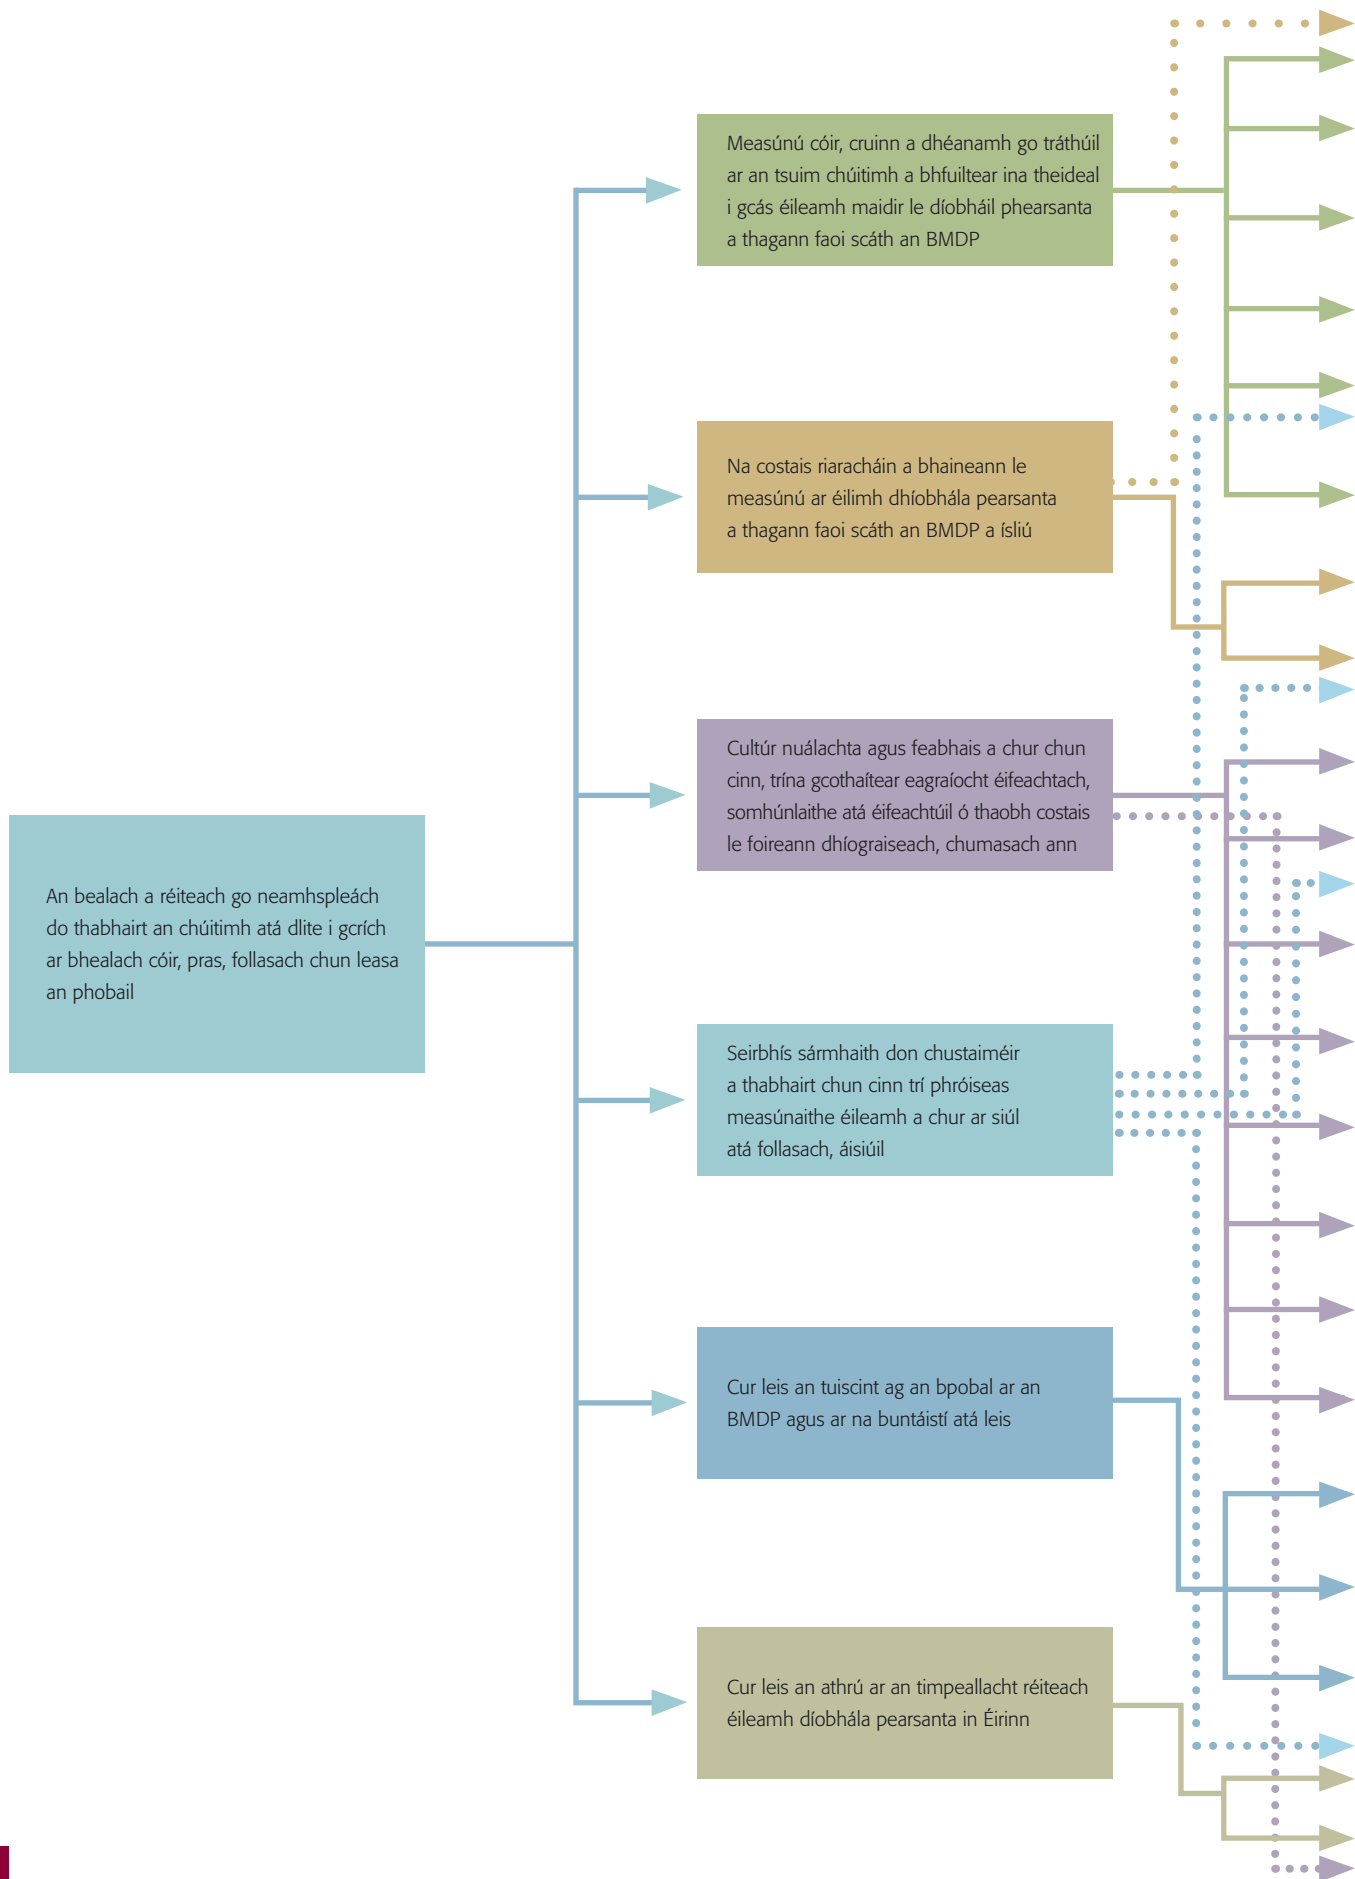 Measúnú cóir, cruinn a dhéanamh go tráthúil
ar an tsuim chúitimh a bhfuiltear ina theideal
i gcás éileamh maidir le díobháil phearsanta
a thagann faoi scáth an BMDP
Na costais riaracháin a bhaineann le
measúnú ar éilimh dhíobhála pearsanta
a thagann faoi scáth an BMDP a ísliú
Cultúr nuálachta agus feabhais a chur chun
cinn, trína gcothaítear eagraíocht éifeachtach,
somhúnlaithe atá éifeachtúil ó thaobh costais
le foireann dhíograiseach, chumasach ann
An bealach a réiteach go neamhspleách
do thabhairt an chúitimh atá dlite i gcrích
ar bhealach cóir, pras, follasach chun leasa
an phobail
Seirbhís sármhaith don chustaiméir
a thabhairt chun cinn trí phróiseas
measúnaithe éileamh a chur ar siúl
atá follasach, áisiúil
Cur leis an tuiscint ag an bpobal ar an
BMDP agus ar na buntáistí atá leis
Cur leis an athrú ar an timpeallacht réiteach
éileamh díobhála pearsanta in Éirinn